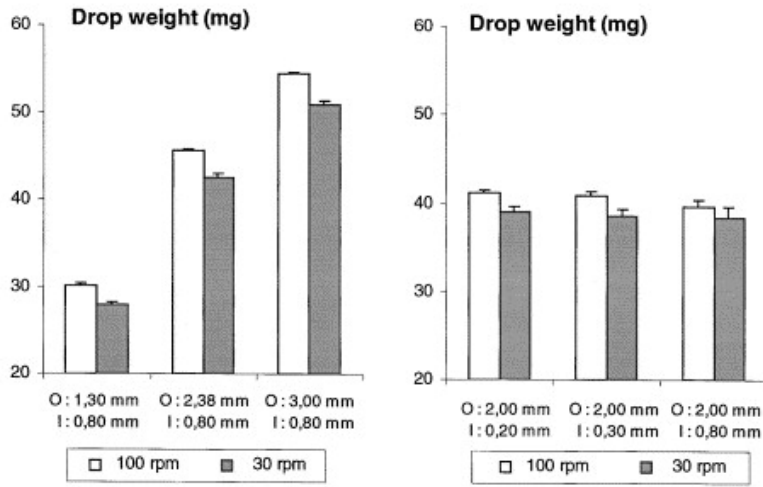 Drop weight (mg)
60
50
40
30
20
O : 1,30 mm
I : 0,80 mm
O : 2,38 mm
I : 0,80 mm
O : 3,00 mm
I : 0,80 mm
100 rpm
30 rpm
Drop weight (mg)
60
50
40
30
20
O : 2,00 mm
I : 0,20 mm
O : 2,00 mm
I : 0,30 mm
O : 2,00 mm
I : 0,80 mm
100 rpm
30 rpm